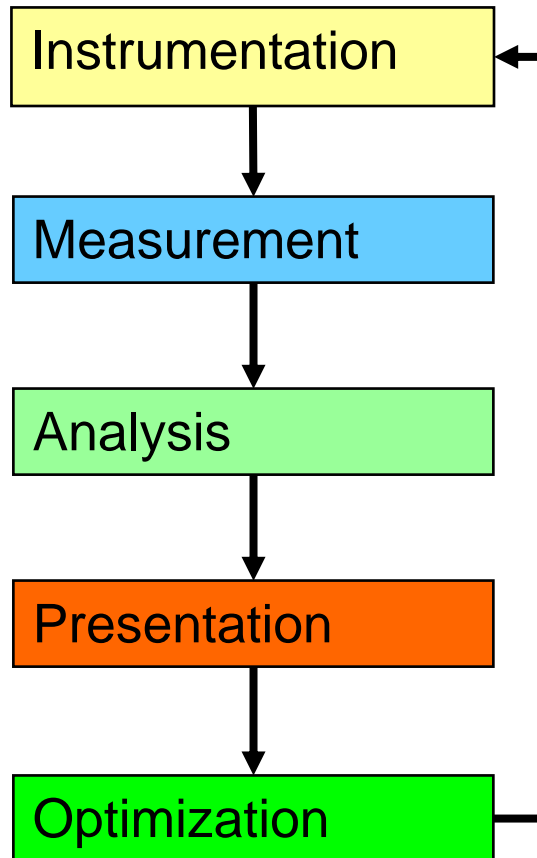 Instrumentation
Measurement
Analysis
Presentation
Optimization